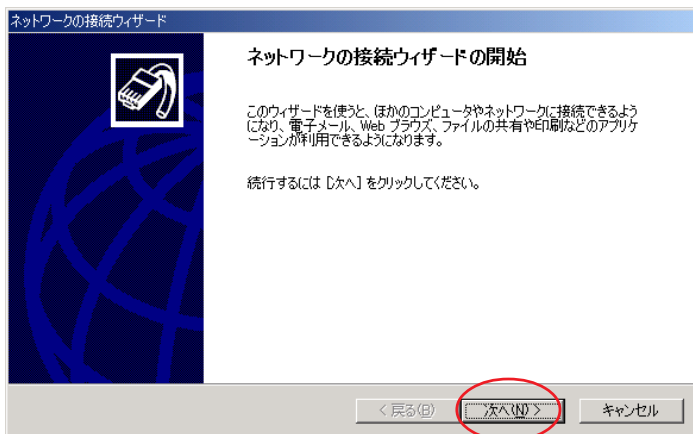 ネットワークの接続ウィザード
ネットワークの接続ウィザードの開始
このウィザードを使うと、ほかのコンピュータやネットワークに接続できるよう
になり、電子メール、Web ブラウズ、ファイルの共有や印刷などのアプリケ
ーションが利用できるようになります。
続行するには [次へ] をクリックしてください。
< 戻る(B)
次へ(N) >
キャンセル